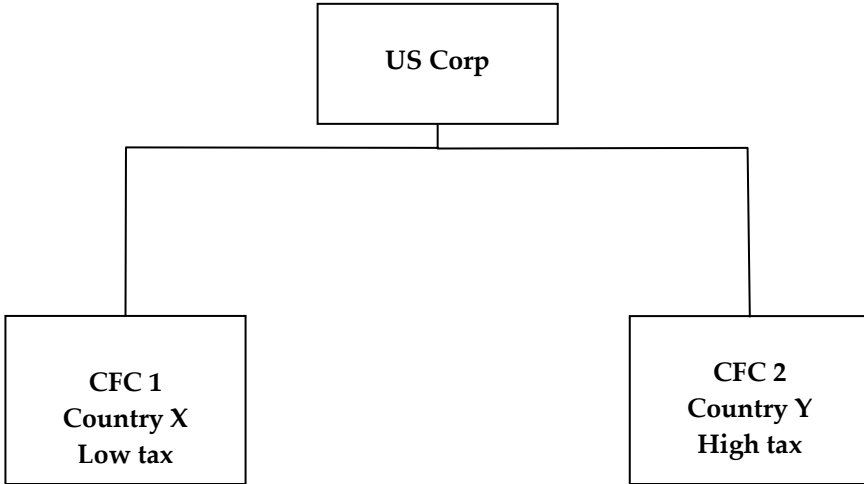 US Corp
CFC 1
Country X
Low tax
CFC 2
Country Y
High tax